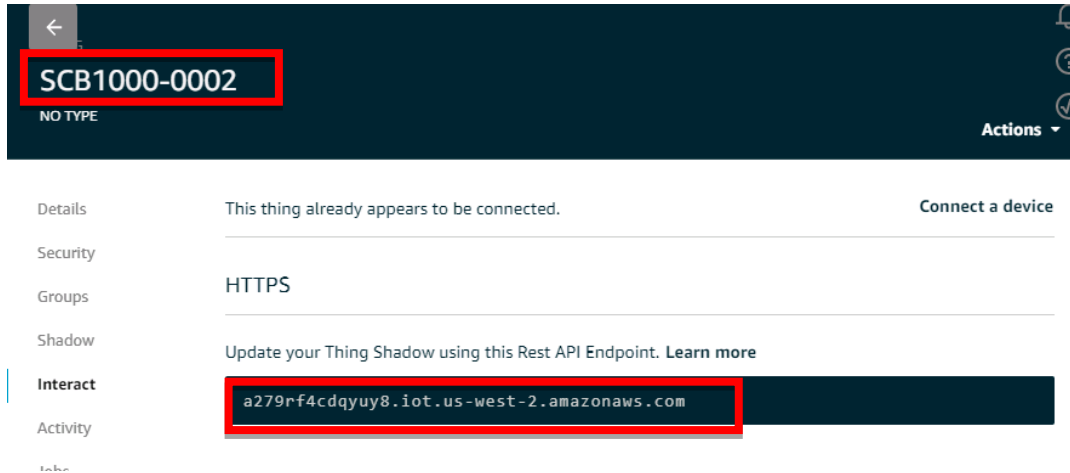 SCB1000-0002
NO TYPE
Actions
Details
This thing already appears to be connected.
Connect a device
Security
HTTPS
Groups
Shadow
Update your Thing Shadow using this Rest API Endpoint. Learn more
Interact
a279rf4cdqyuy8.iot.us-west-2.amazonaws.com
Activity
Jobs